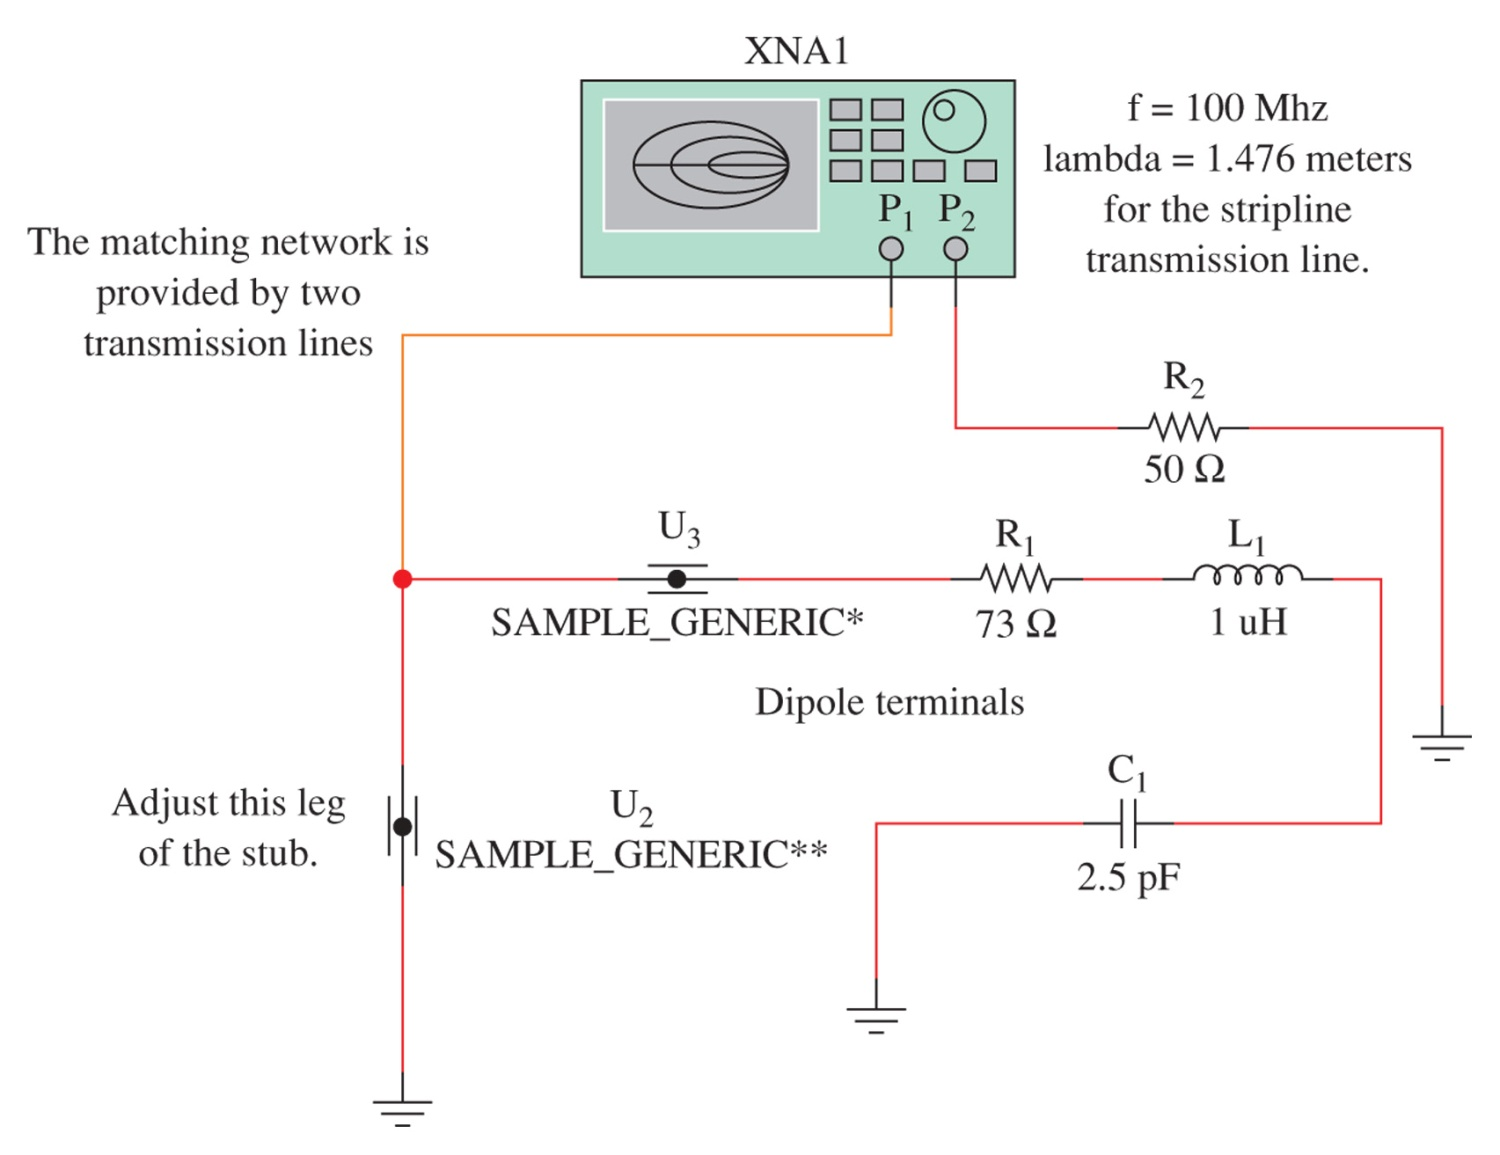 XNA1
f = 100 Mhz
lambda = 1.476 meters
for the stripline
transmission line.
P1 P2
The matching network is
provided by two
transmission lines
R2
50 Ω
U3
SAMPLE_GENERIC*
R1
73 Ω
L1
1 uH
Dipole terminals
C1
2.5 pF
Adjust this leg
of the stub.
U2
SAMPLE_GENERIC**